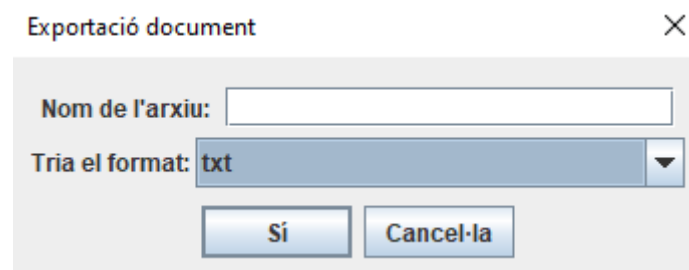 Exportació document
Nom de l'arxiu:
Tria el format: txt
Sí Cancel·la